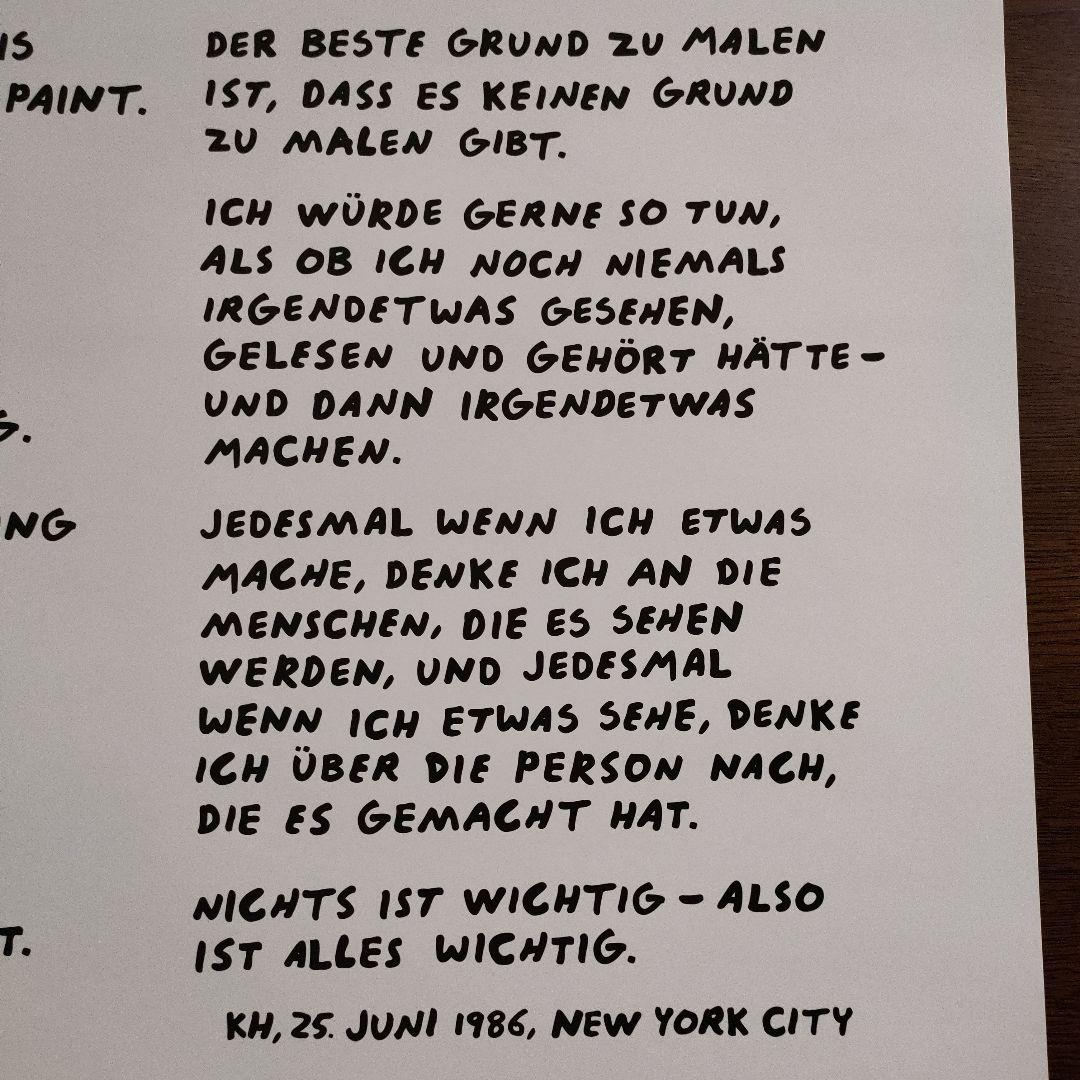 IS
PAINT.
G.
NG
T.
DER BESTE GRUND ZU MALEN
IST, DASS ES KEINEN GRUND
ZU MALEN GIBT.
ICH WÜRDE GERNE SO TUN,
ALS OB ICH NOCH NIEMALS
IRGENDETWAS GESEHEN,
GELESEN UND GEHÖRT HÄTTE –
UND DANN IRGENDETWAS
MACHEN.
JEDESMAL WENN ICH ETWAS
MACHE, DENKE ICH AN DIE
MENSCHEN, DIE ES SEHEN
WERDEN, UND JEDESMAL
WENN ICH ETWAS SEHE, DENKE
ICH ÜBER DIE PERSON NACH,
DIE ES GEMACHT HAT.
NICHTS IST WICHTIG – ALSO
IST ALLES WICHTIG.
KH, 25. JUNI 1986, NEW YORK CITY